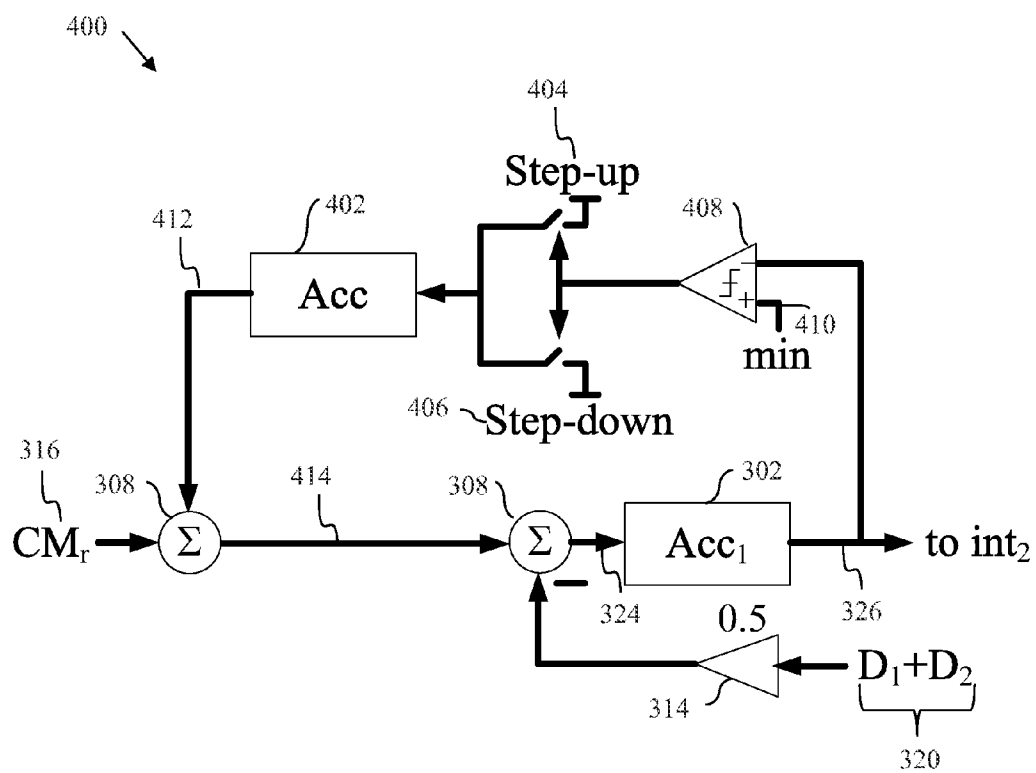 400
404
Step-up
402
408
412
Acc
−
+
410
min
406
Step-down
316
308
414
308
302
CMr
Σ
Σ
Acc1
to int2
−
324
0.5
326
314
D1+D2
320